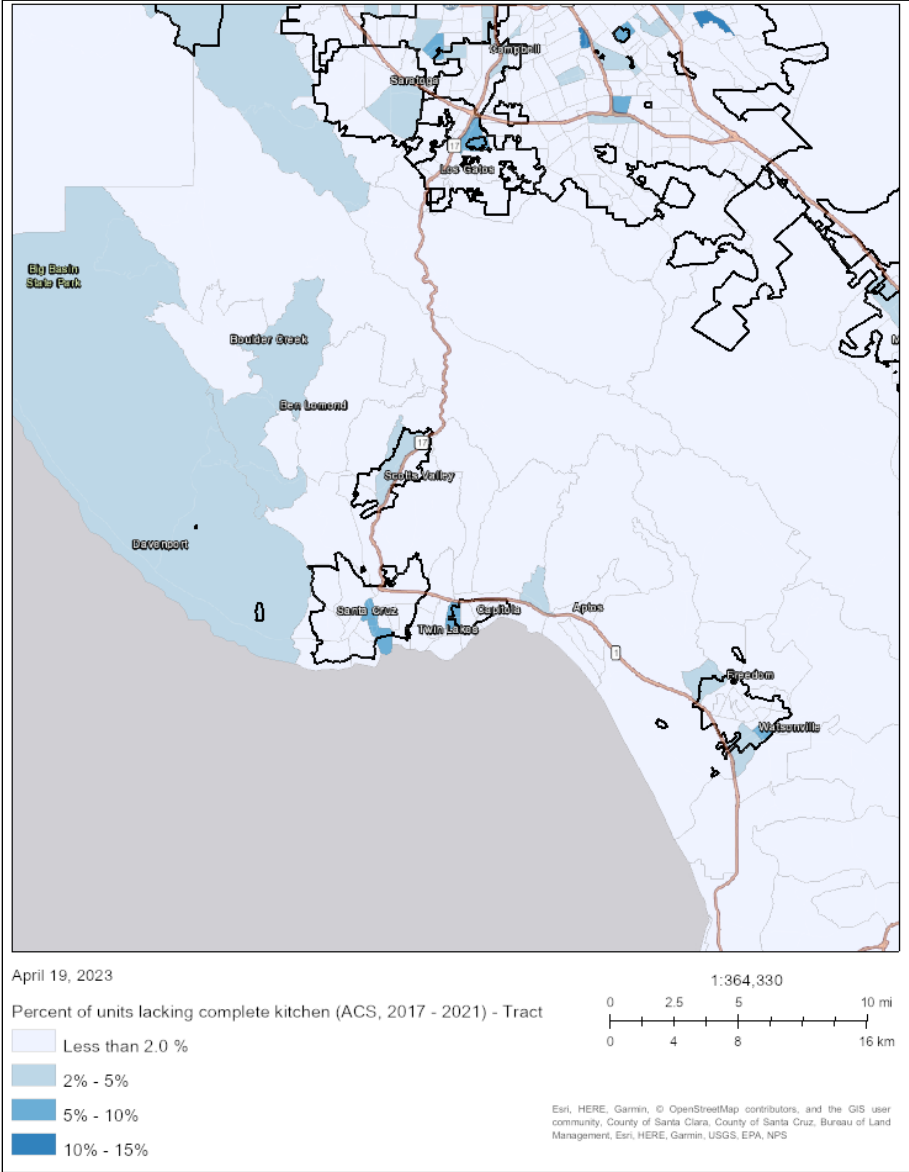 Campbell
Saratoga
17
Los Gatos
Big Basin
State Park
Boulder Creek
M
Ben Lomond
17
Scotts Valley
Davenport
Santa Cruz
Capitola
Aptos
Twin Lakes
1
Freedom
Watsonville
April 19, 2023
1:364,330
0 2.5 5 10 mi
0 4 8 16 km
Percent of units lacking complete kitchen (ACS, 2017 - 2021) - Tract
Less than 2.0 %
2% - 5%
5% - 10%
10% - 15%
Esri, HERE, Garmin, © OpenStreetMap contributors, and the GIS user
community, County of Santa Clara, County of Santa Cruz, Bureau of Land
Management, Esri, HERE, Garmin, USGS, EPA, NPS